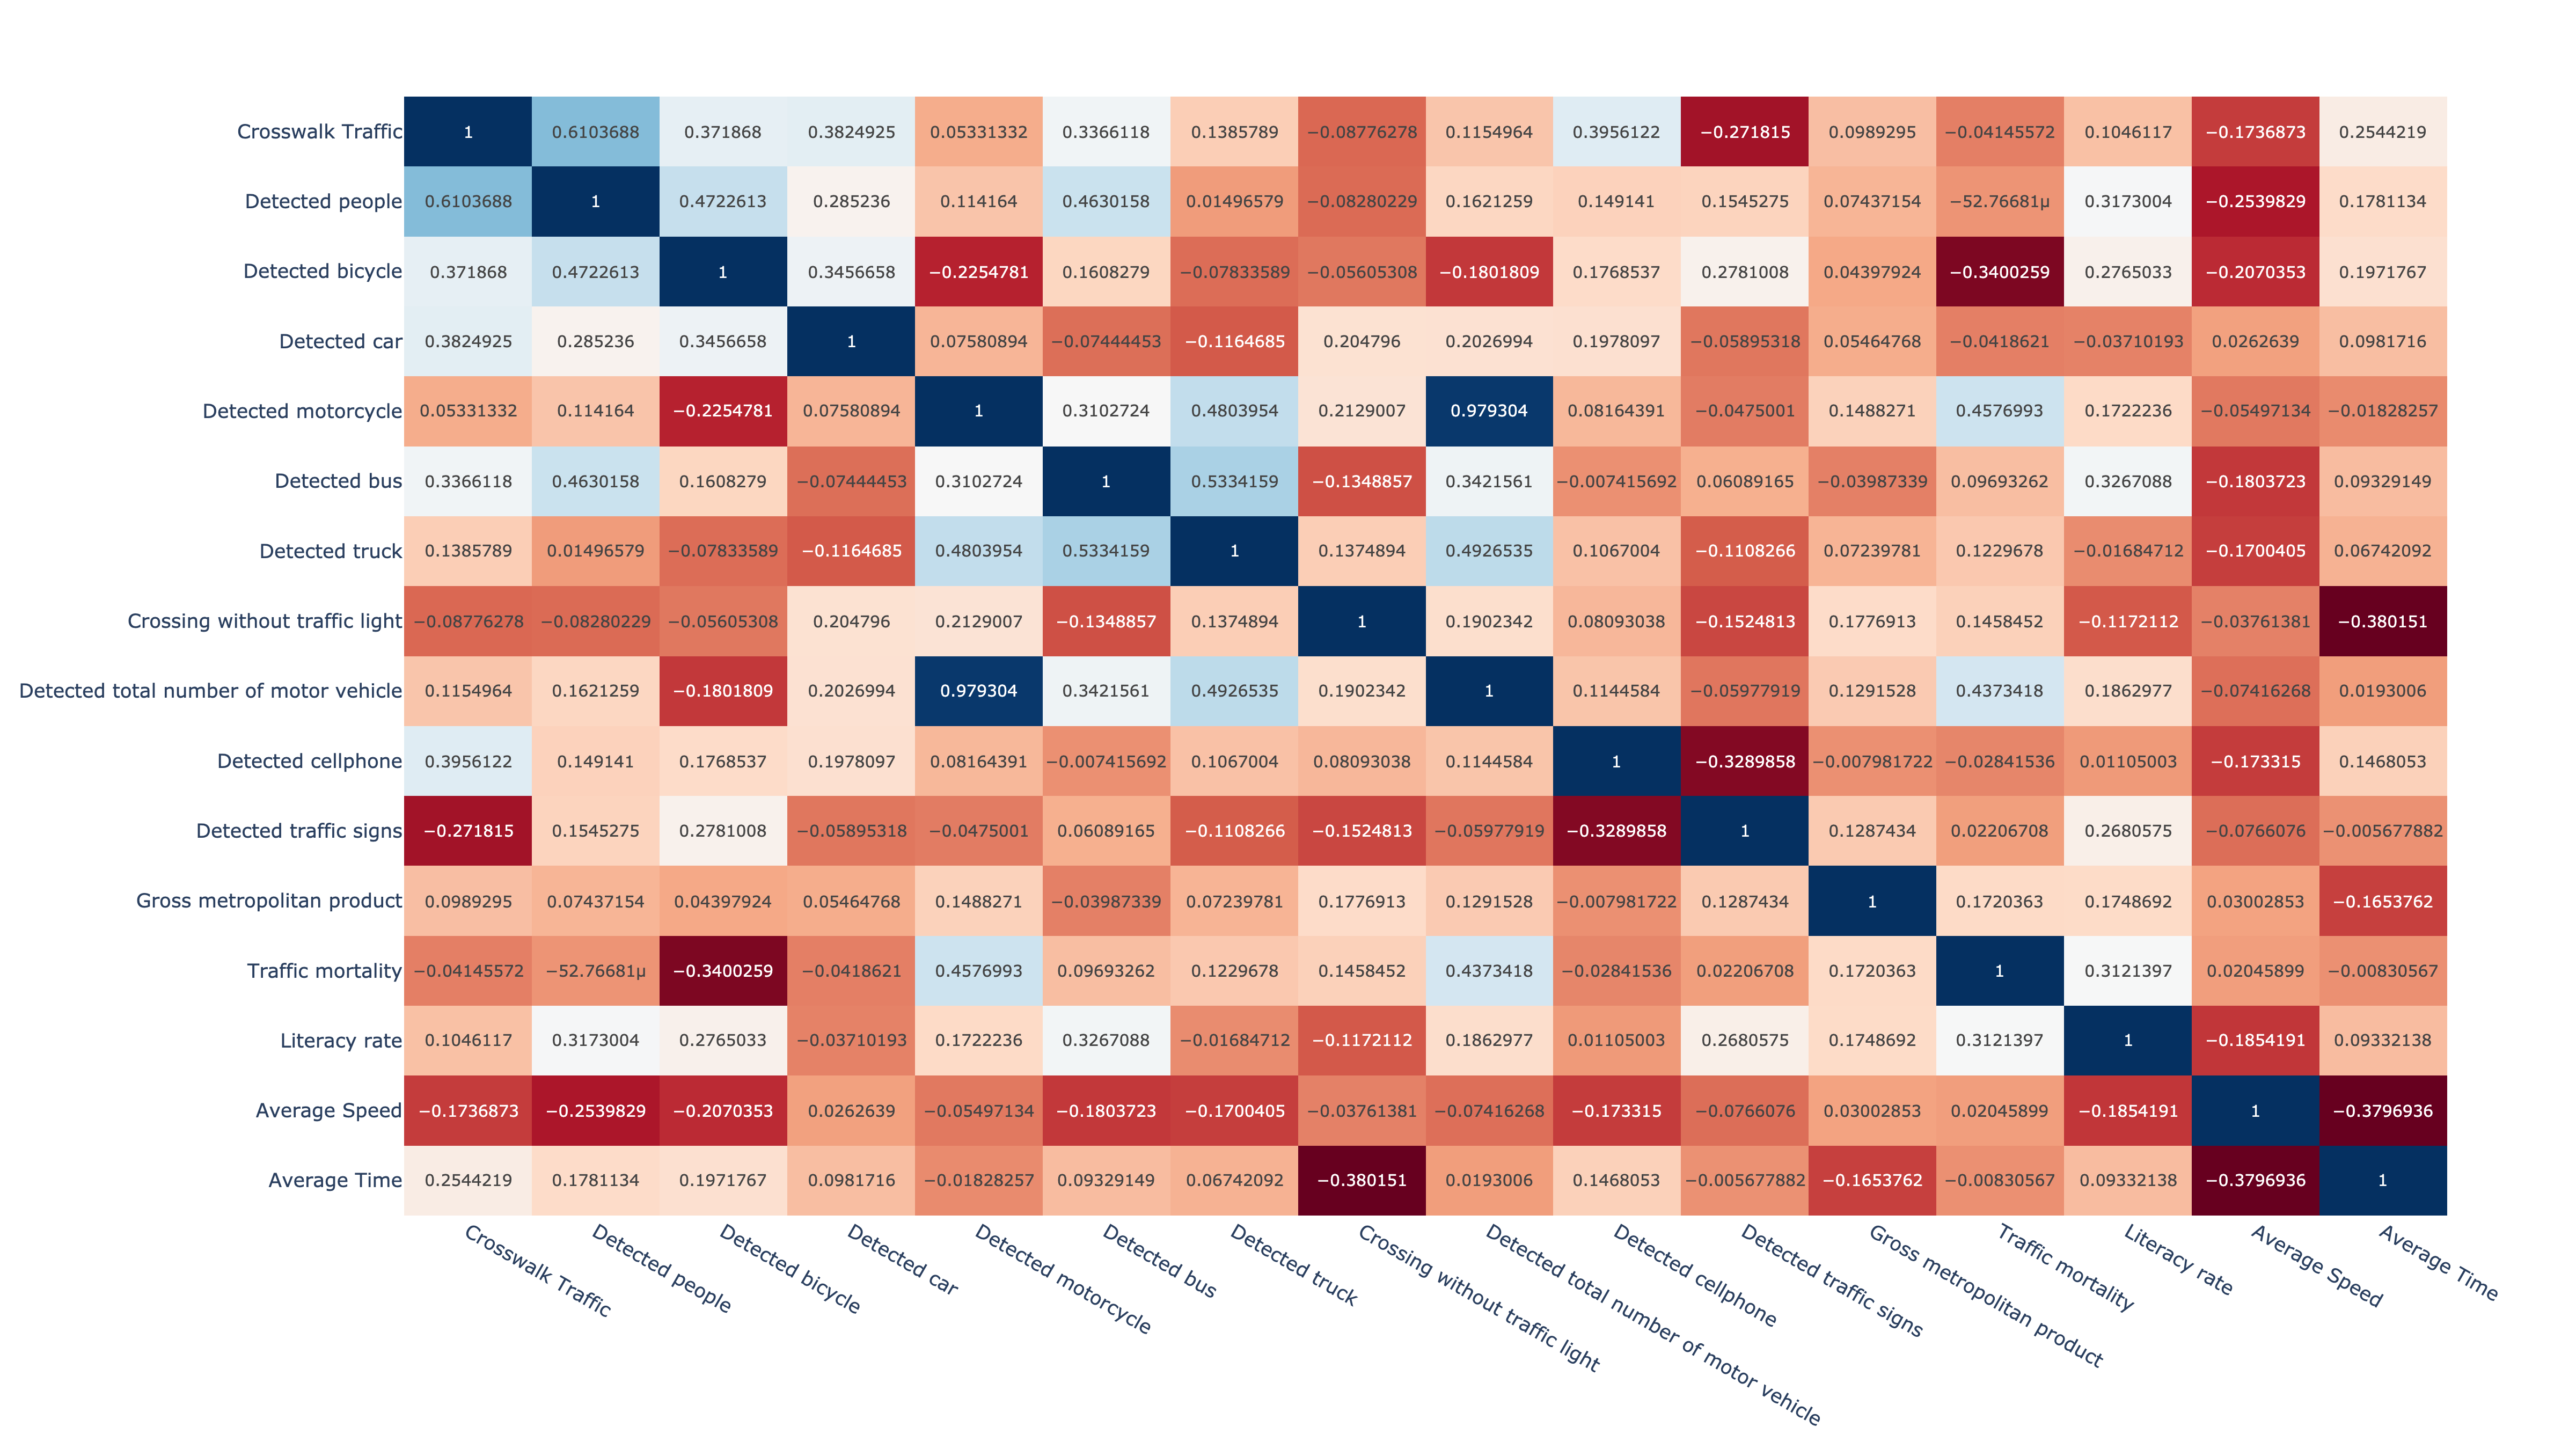 Crosswalk Traffic 1 0.6103688 0.371868 0.3824925 0.05331332 0.3366118 0.1385789 −0.08776278 0.1154964 0.3956122 −0.271815 0.0989295 −0.04145572 0.1046117 −0.1736873 0.2544219
Detected people 0.6103688 1 0.4722613 0.285236 0.114164 0.4630158 0.01496579 −0.08280229 0.1621259 0.149141 0.1545275 0.07437154 −52.76681μ 0.3173004 −0.2539829 0.1781134
Detected bicycle 0.371868 0.4722613 1 0.3456658 −0.2254781 0.1608279 −0.07833589 −0.05605308 −0.1801809 0.1768537 0.2781008 0.04397924 −0.3400259 0.2765033 −0.2070353 0.1971767
Detected car 0.3824925 0.285236 0.3456658 1 0.07580894 −0.07444453 −0.1164685 0.204796 0.2026994 0.1978097 −0.05895318 0.05464768 −0.0418621 −0.03710193 0.0262639 0.0981716
Detected motorcycle 0.05331332 0.114164 −0.2254781 0.07580894 1 0.3102724 0.4803954 0.2129007 0.979304 0.08164391 −0.0475001 0.1488271 0.4576993 0.1722236 −0.05497134 −0.01828257
Detected bus 0.3366118 0.4630158 0.1608279 −0.07444453 0.3102724 1 0.5334159 −0.1348857 0.3421561 −0.007415692 0.06089165 −0.03987339 0.09693262 0.3267088 −0.1803723 0.09329149
Detected truck 0.1385789 0.01496579 −0.07833589 −0.1164685 0.4803954 0.5334159 1 0.1374894 0.4926535 0.1067004 −0.1108266 0.07239781 0.1229678 −0.01684712 −0.1700405 0.06742092
Crossing without traffic light −0.08776278 −0.08280229 −0.05605308 0.204796 0.2129007 −0.1348857 0.1374894 1 0.1902342 0.08093038 −0.1524813 0.1776913 0.1458452 −0.1172112 −0.03761381 −0.380151
Detected total number of motor vehicle 0.1154964 0.1621259 −0.1801809 0.2026994 0.979304 0.3421561 0.4926535 0.1902342 1 0.1144584 −0.05977919 0.1291528 0.4373418 0.1862977 −0.07416268 0.0193006
Detected cellphone 0.3956122 0.149141 0.1768537 0.1978097 0.08164391 −0.007415692 0.1067004 0.08093038 0.1144584 1 −0.3289858 −0.007981722 −0.02841536 0.01105003 −0.173315 0.1468053
Detected traffic signs −0.271815 0.1545275 0.2781008 −0.05895318 −0.0475001 0.06089165 −0.1108266 −0.1524813 −0.05977919 −0.3289858 1 0.1287434 0.02206708 0.2680575 −0.0766076 −0.005677882
Gross metropolitan product 0.0989295 0.07437154 0.04397924 0.05464768 0.1488271 −0.03987339 0.07239781 0.1776913 0.1291528 −0.007981722 0.1287434 1 0.1720363 0.1748692 0.03002853 −0.1653762
Traffic mortality −0.04145572 −52.76681μ −0.3400259 −0.0418621 0.4576993 0.09693262 0.1229678 0.1458452 0.4373418 −0.02841536 0.02206708 0.1720363 1 0.3121397 0.02045899 −0.00830567
Literacy rate 0.1046117 0.3173004 0.2765033 −0.03710193 0.1722236 0.3267088 −0.01684712 −0.1172112 0.1862977 0.01105003 0.2680575 0.1748692 0.3121397 1 −0.1854191 0.09332138
Average Speed −0.1736873 −0.2539829 −0.2070353 0.0262639 −0.05497134 −0.1803723 −0.1700405 −0.03761381 −0.07416268 −0.173315 −0.0766076 0.03002853 0.02045899 −0.1854191 1 −0.3796936
Average Time 0.2544219 0.1781134 0.1971767 0.0981716 −0.01828257 0.09329149 0.06742092 −0.380151 0.0193006 0.1468053 −0.005677882 −0.1653762 −0.00830567 0.09332138 −0.3796936 1
Crosswalk Traffic
Detected people
Detected bicycle
Detected car
Detected motorcycle
Detected bus
Detected truck
Crossing without traffic light
Detected total number of motor vehicle
Detected cellphone
Detected traffic signs
Gross metropolitan product
Traffic mortality
Literacy rate
Average Speed
Average Time